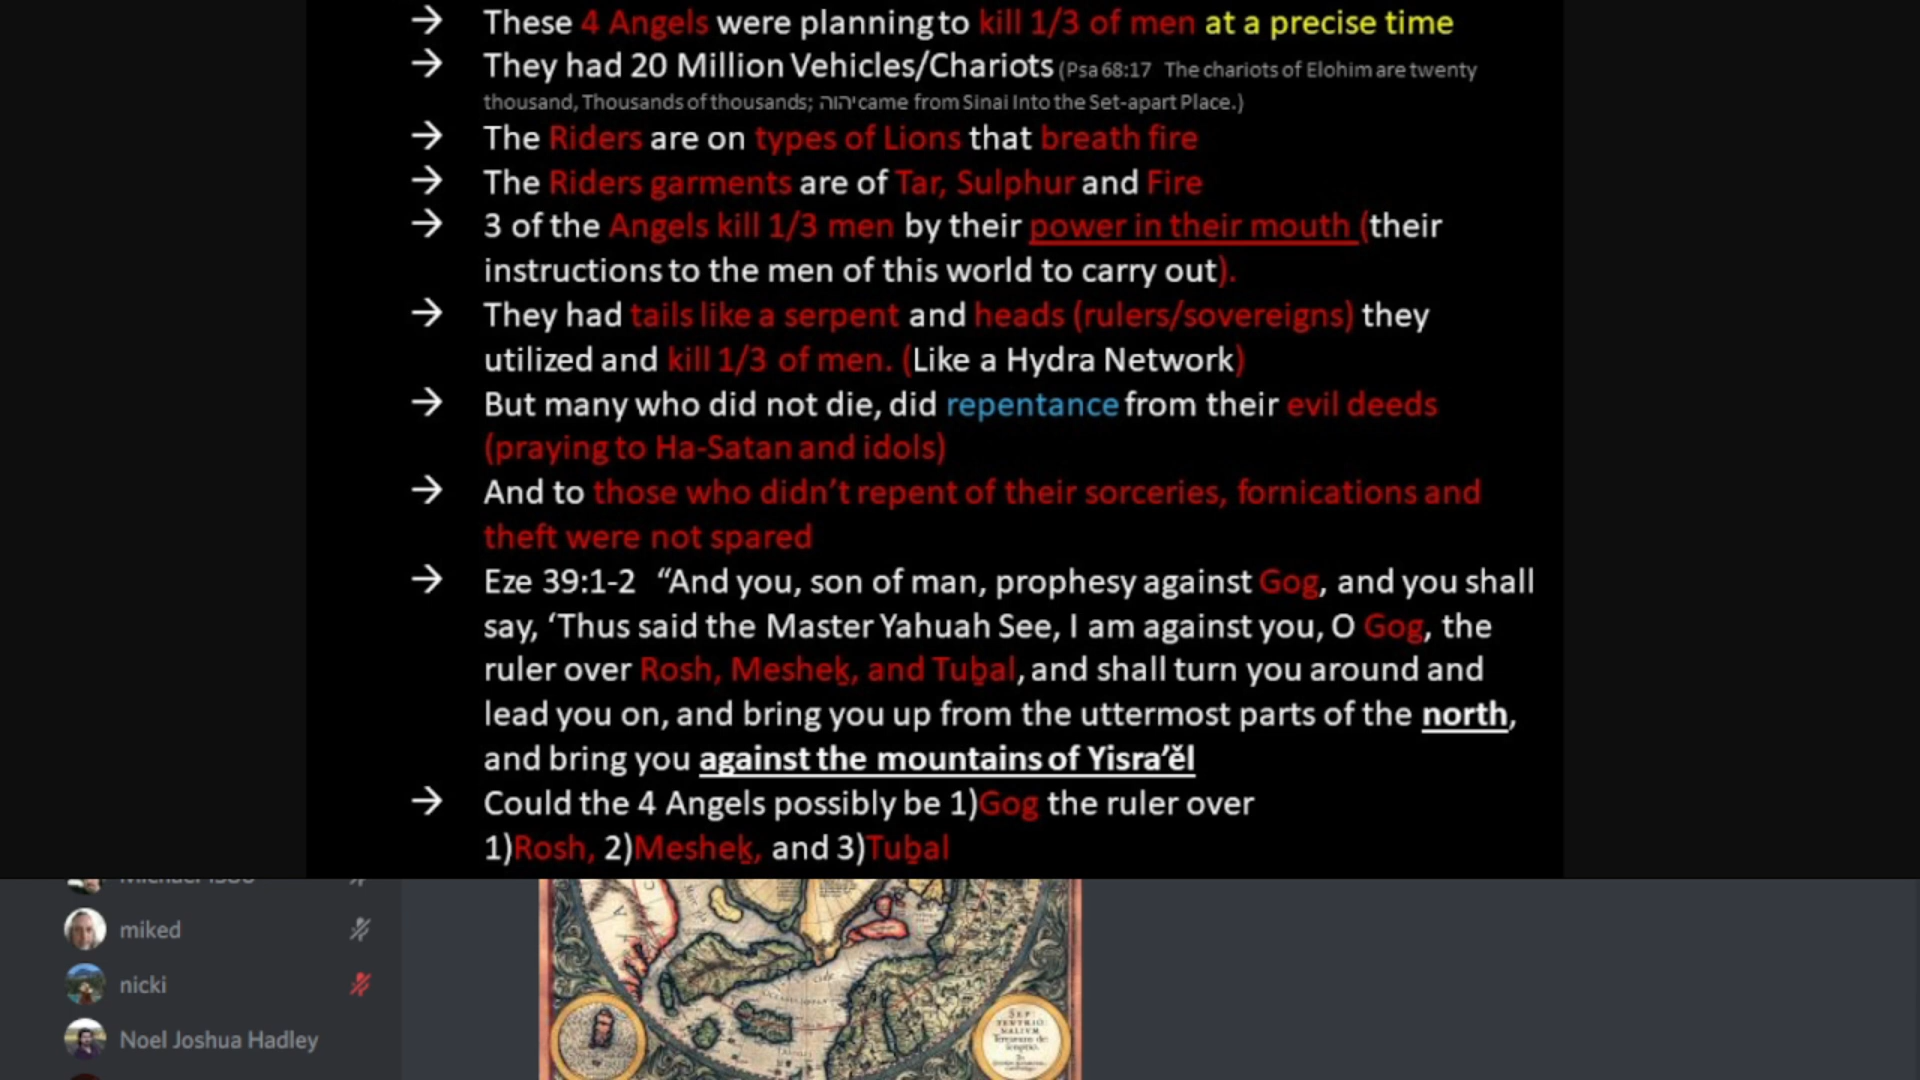 → These 4 Angels were planning to kill 1/3 of men at a precise time
→ They had 20 Million Vehicles/Chariots (Psa 68:17 The chariots of Elohim are twenty
thousand, Thousands of thousands; יהוה came from Sinai Into the Set-apart Place.)
→ The Riders are on types of Lions that breath fire
→ The Riders garments are of Tar, Sulphur and Fire
→ 3 of the Angels kill 1/3 men by their power in their mouth (their
instructions to the men of this world to carry out).
→ They had tails like a serpent and heads (rulers/sovereigns) they
utilized and kill 1/3 of men. (Like a Hydra Network)
→ But many who did not die, did repentance from their evil deeds
(praying to Ha-Satan and idols)
→ And to those who didn't repent of their sorceries, fornications and
theft were not spared
→ Eze 39:1-2 “And you, son of man, prophesy against Gog, and you shall
say, ‘Thus said the Master Yahuah See, I am against you, O Gog, the
ruler over Rosh, Mesheḵ, and Tuḇal, and shall turn you around and
lead you on, and bring you up from the uttermost parts of the north,
and bring you against the mountains of Yisra’ěl
→ Could the 4 Angels possibly be 1)Gog the ruler over
1)Rosh, 2)Mesheḵ, and 3)Tuḇal
miked
nicki
Noel Joshua Hadley